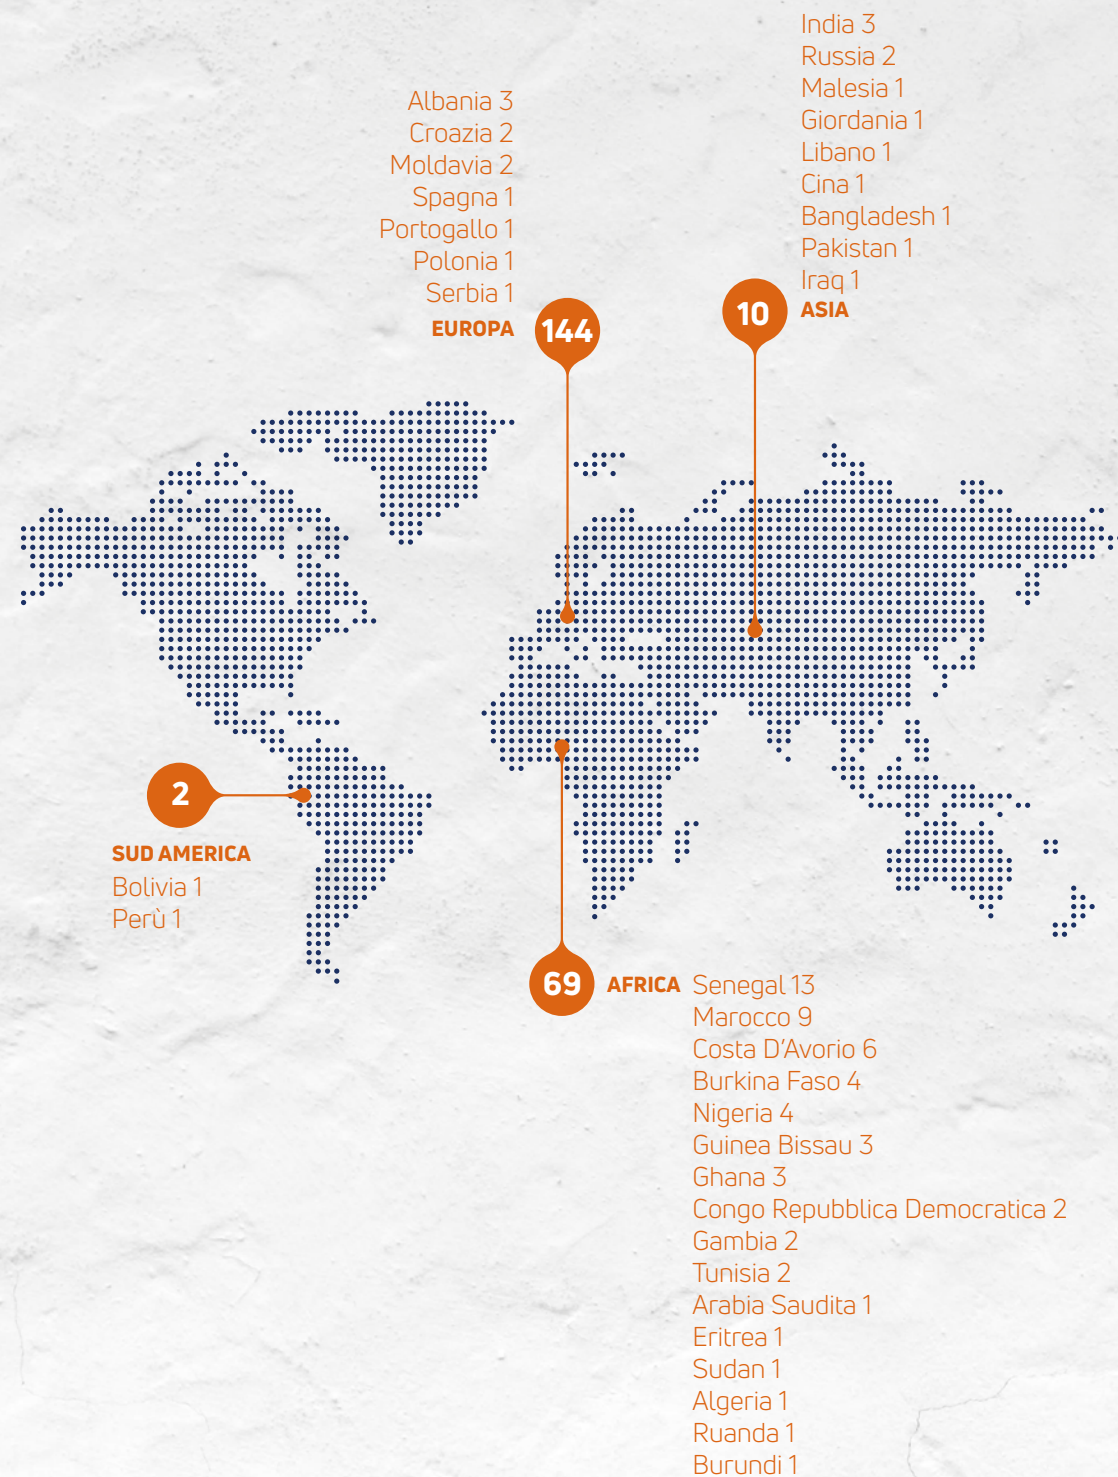 India 3
Russia 2
Malesia 1
Giordania 1
Libano 1
Cina 1
Bangladesh 1
Pakistan 1
Iraq 1
10 ASIA
Albania 3
Croazia 2
Moldavia 2
Spagna 1
Portogallo 1
Polonia 1
Serbia 1
EUROPA 144
2
SUD AMERICA
Bolivia 1
Perù 1
69 AFRICA Senegal 13
Marocco 9
Costa D'Avorio 6
Burkina Faso 4
Nigeria 4
Guinea Bissau 3
Ghana 3
Congo Repubblica Democratica 2
Gambia 2
Tunisia 2
Arabia Saudita 1
Eritrea 1
Sudan 1
Algeria 1
Ruanda 1
Burundi 1